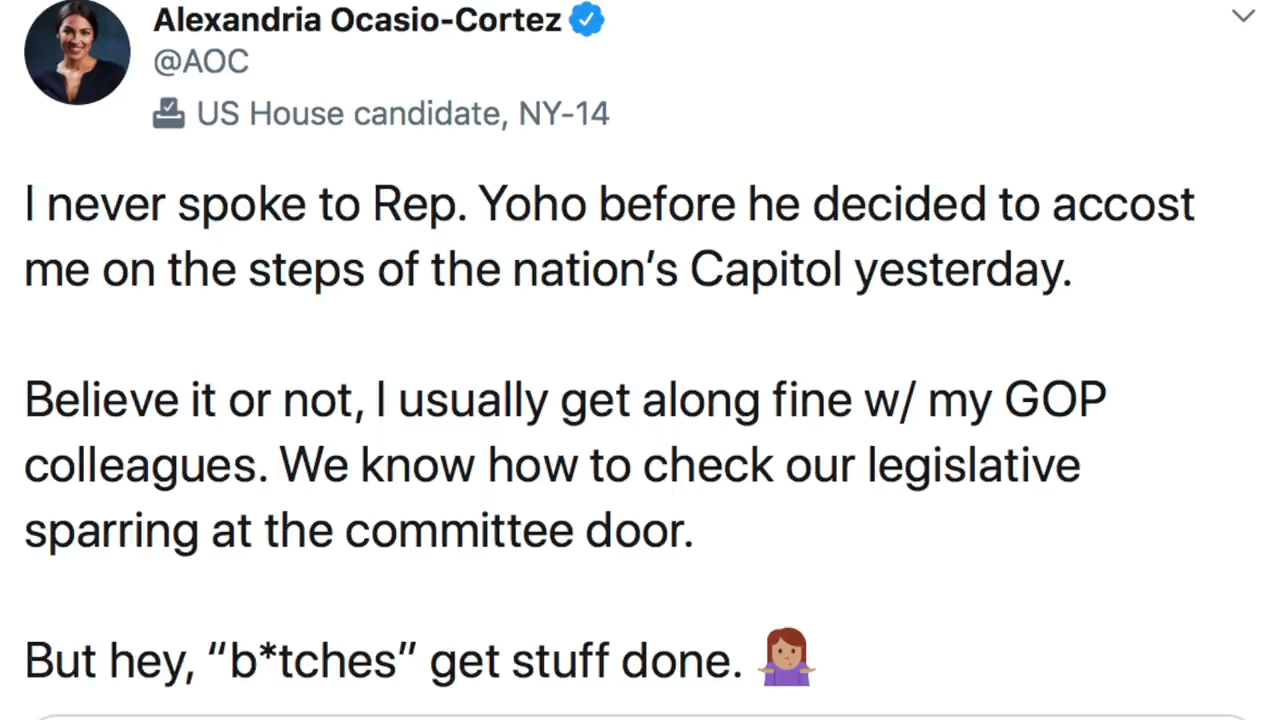 Alexandria Ocasio-Cortez
@AOC
US House candidate, NY-14
I never spoke to Rep. Yoho before he decided to accost
me on the steps of the nation’s Capitol yesterday.
Believe it or not, I usually get along fine w/ my GOP
colleagues. We know how to check our legislative
sparring at the committee door.
But hey, “b*tches” get stuff done. 🤷🏽‍♀️